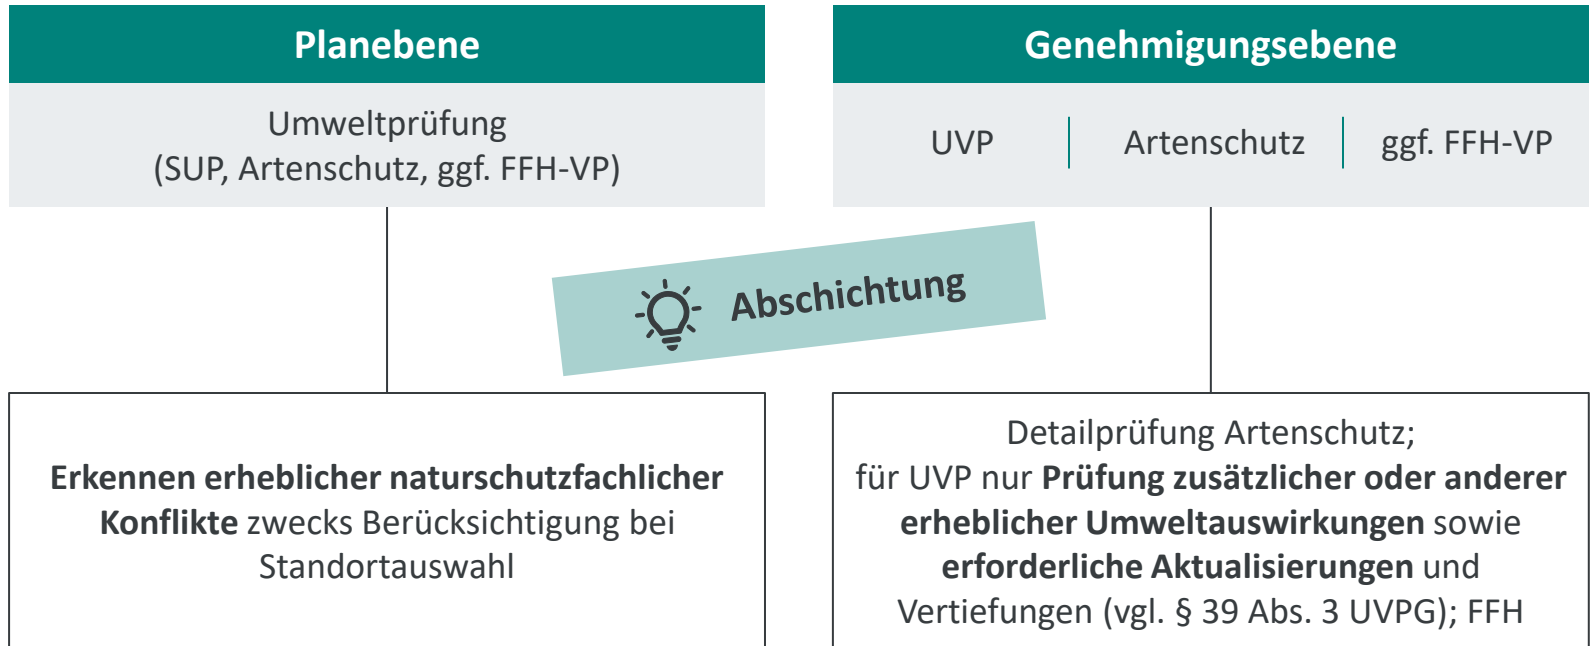 Planebene
Umweltprüfung
(SUP, Artenschutz, ggf. FFH-VP)
Genehmigungsebene
UVP
Artenschutz
ggf. FFH-VP
Abschichtung
Erkennen erheblicher naturschutzfachlicher
Konflikte zwecks Berücksichtigung bei
Standortauswahl
Detailprüfung Artenschutz;
für UVP nur Prüfung zusätzlicher oder anderer
erheblicher Umweltauswirkungen sowie
erforderliche Aktualisierungen und
Vertiefungen (vgl. § 39 Abs. 3 UVPG); FFH